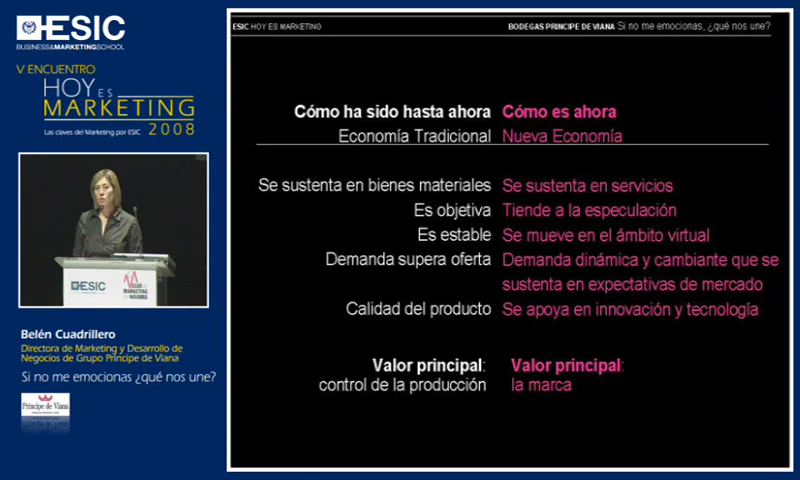 ESIC
BUSINESS&MARKETINGSCHOOL
V ENCUENTRO
HOY ES
MARKETING
2008
Las claves del Marketing por ESIC
ESIC
CLUB DE
MARKETING
NAVARRA
Belén Cuadrillero
Directora de Marketing y Desarrollo de
Negocios de Grupo Príncipe de Viana
Si no me emocionas ¿qué nos une?
Príncipe de Viana
ESIC HOY ES MARKETING
BODEGAS PRINCIPE DE VIANA Si no me emocionas, ¿qué nos une?
Cómo ha sido hasta ahora Cómo es ahora
Economía Tradicional Nueva Economía
Se sustenta en bienes materiales Se sustenta en servicios
Es objetiva Tiende a la especulación
Es estable Se mueve en el ámbito virtual
Demanda supera oferta Demanda dinámica y cambiante que se
sustenta en expectativas de mercado
Calidad del producto Se apoya en innovación y tecnología
Valor principal: Valor principal:
control de la producción la marca